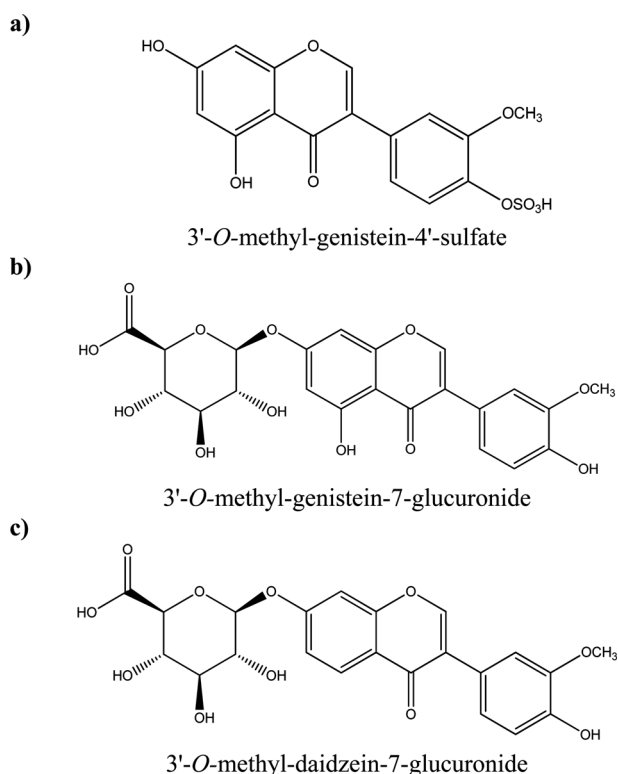 a)
HO
O
OCH3
OH
O
OSO3H
3'-O-methyl-genistein-4'-sulfate
b)
O
O
O
O
HO
OCH3
HO
OH
OH
O
OH
OH
3'-O-methyl-genistein-7-glucuronide
c)
O
O
O
O
HO
OCH3
HO
OH
OH
O
OH
3'-O-methyl-daidzein-7-glucuronide